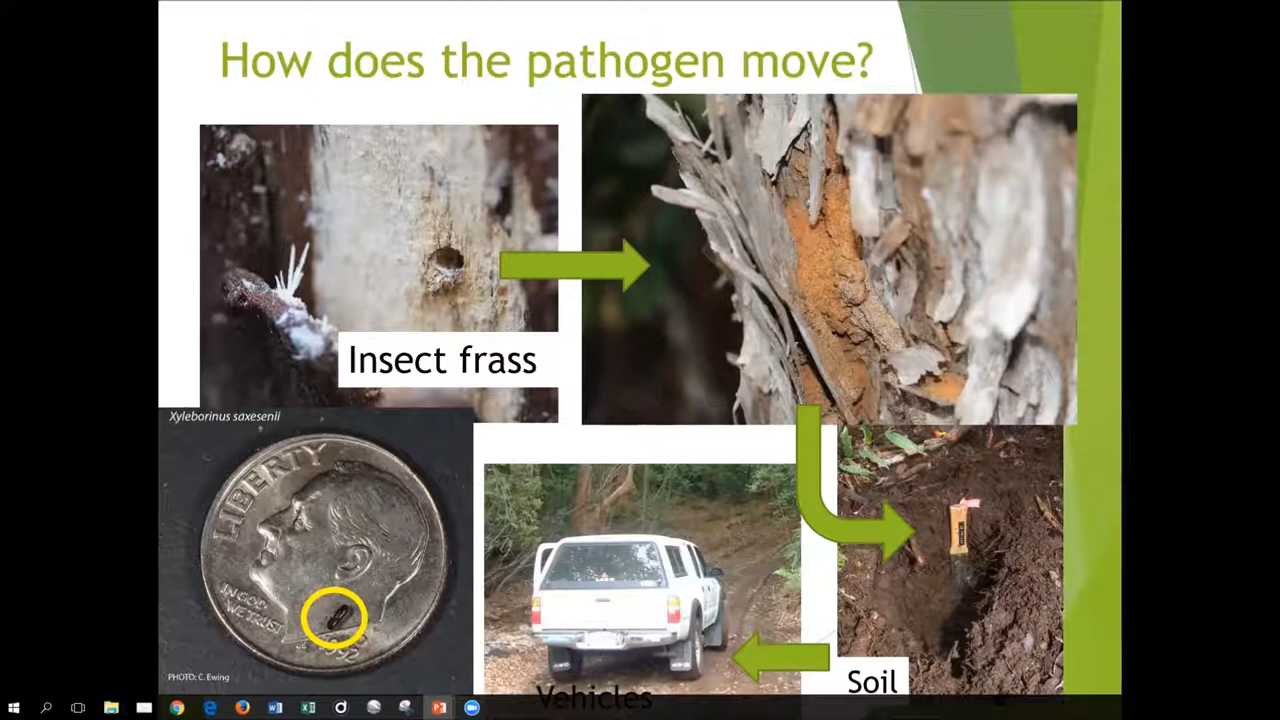 How does the pathogen move?
Insect frass
Xyleborinus saxesenii
LIBERTY
IN GOD
WE TRUST
PHOTO: C. Ewing
Vehicles
Soil